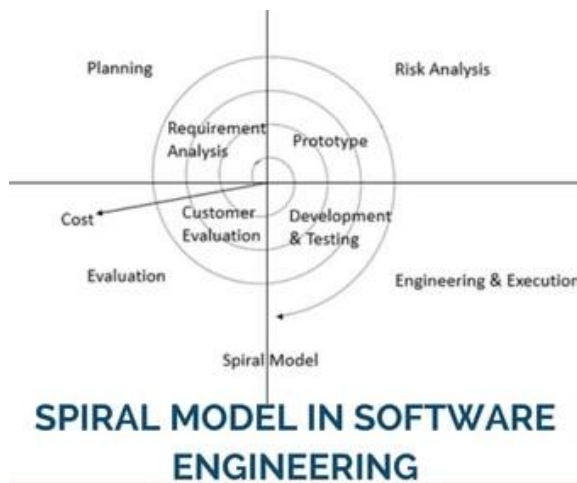 Planning
Risk Analysis
Requirement
Analysis
Prototype
Cost
Customer
Evaluation
Development
& Testing
Evaluation
Engineering & Execution
Spiral Model
SPIRAL MODEL IN SOFTWARE
ENGINEERING